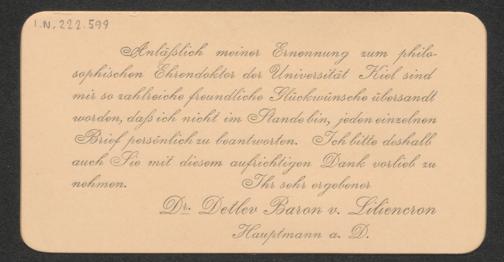 I.N. 222.599
Anläßlich meiner Ernennung zum philo-
sophischen Ehrendoktor der Universität Kiel sind
mir so zahlreiche freundliche Glückwünsche übersandt
worden, daß ich nicht im Stande bin, jeden einzelnen
Brief persönlich zu beantworten. Ich bitte deshalb
auch Sie mit diesem aufrichtigen Dank vorlieb zu
nehmen. Ihr sehr ergebener
Dr. Detlev Baron v. Liliencron
Hauptmann a. D.